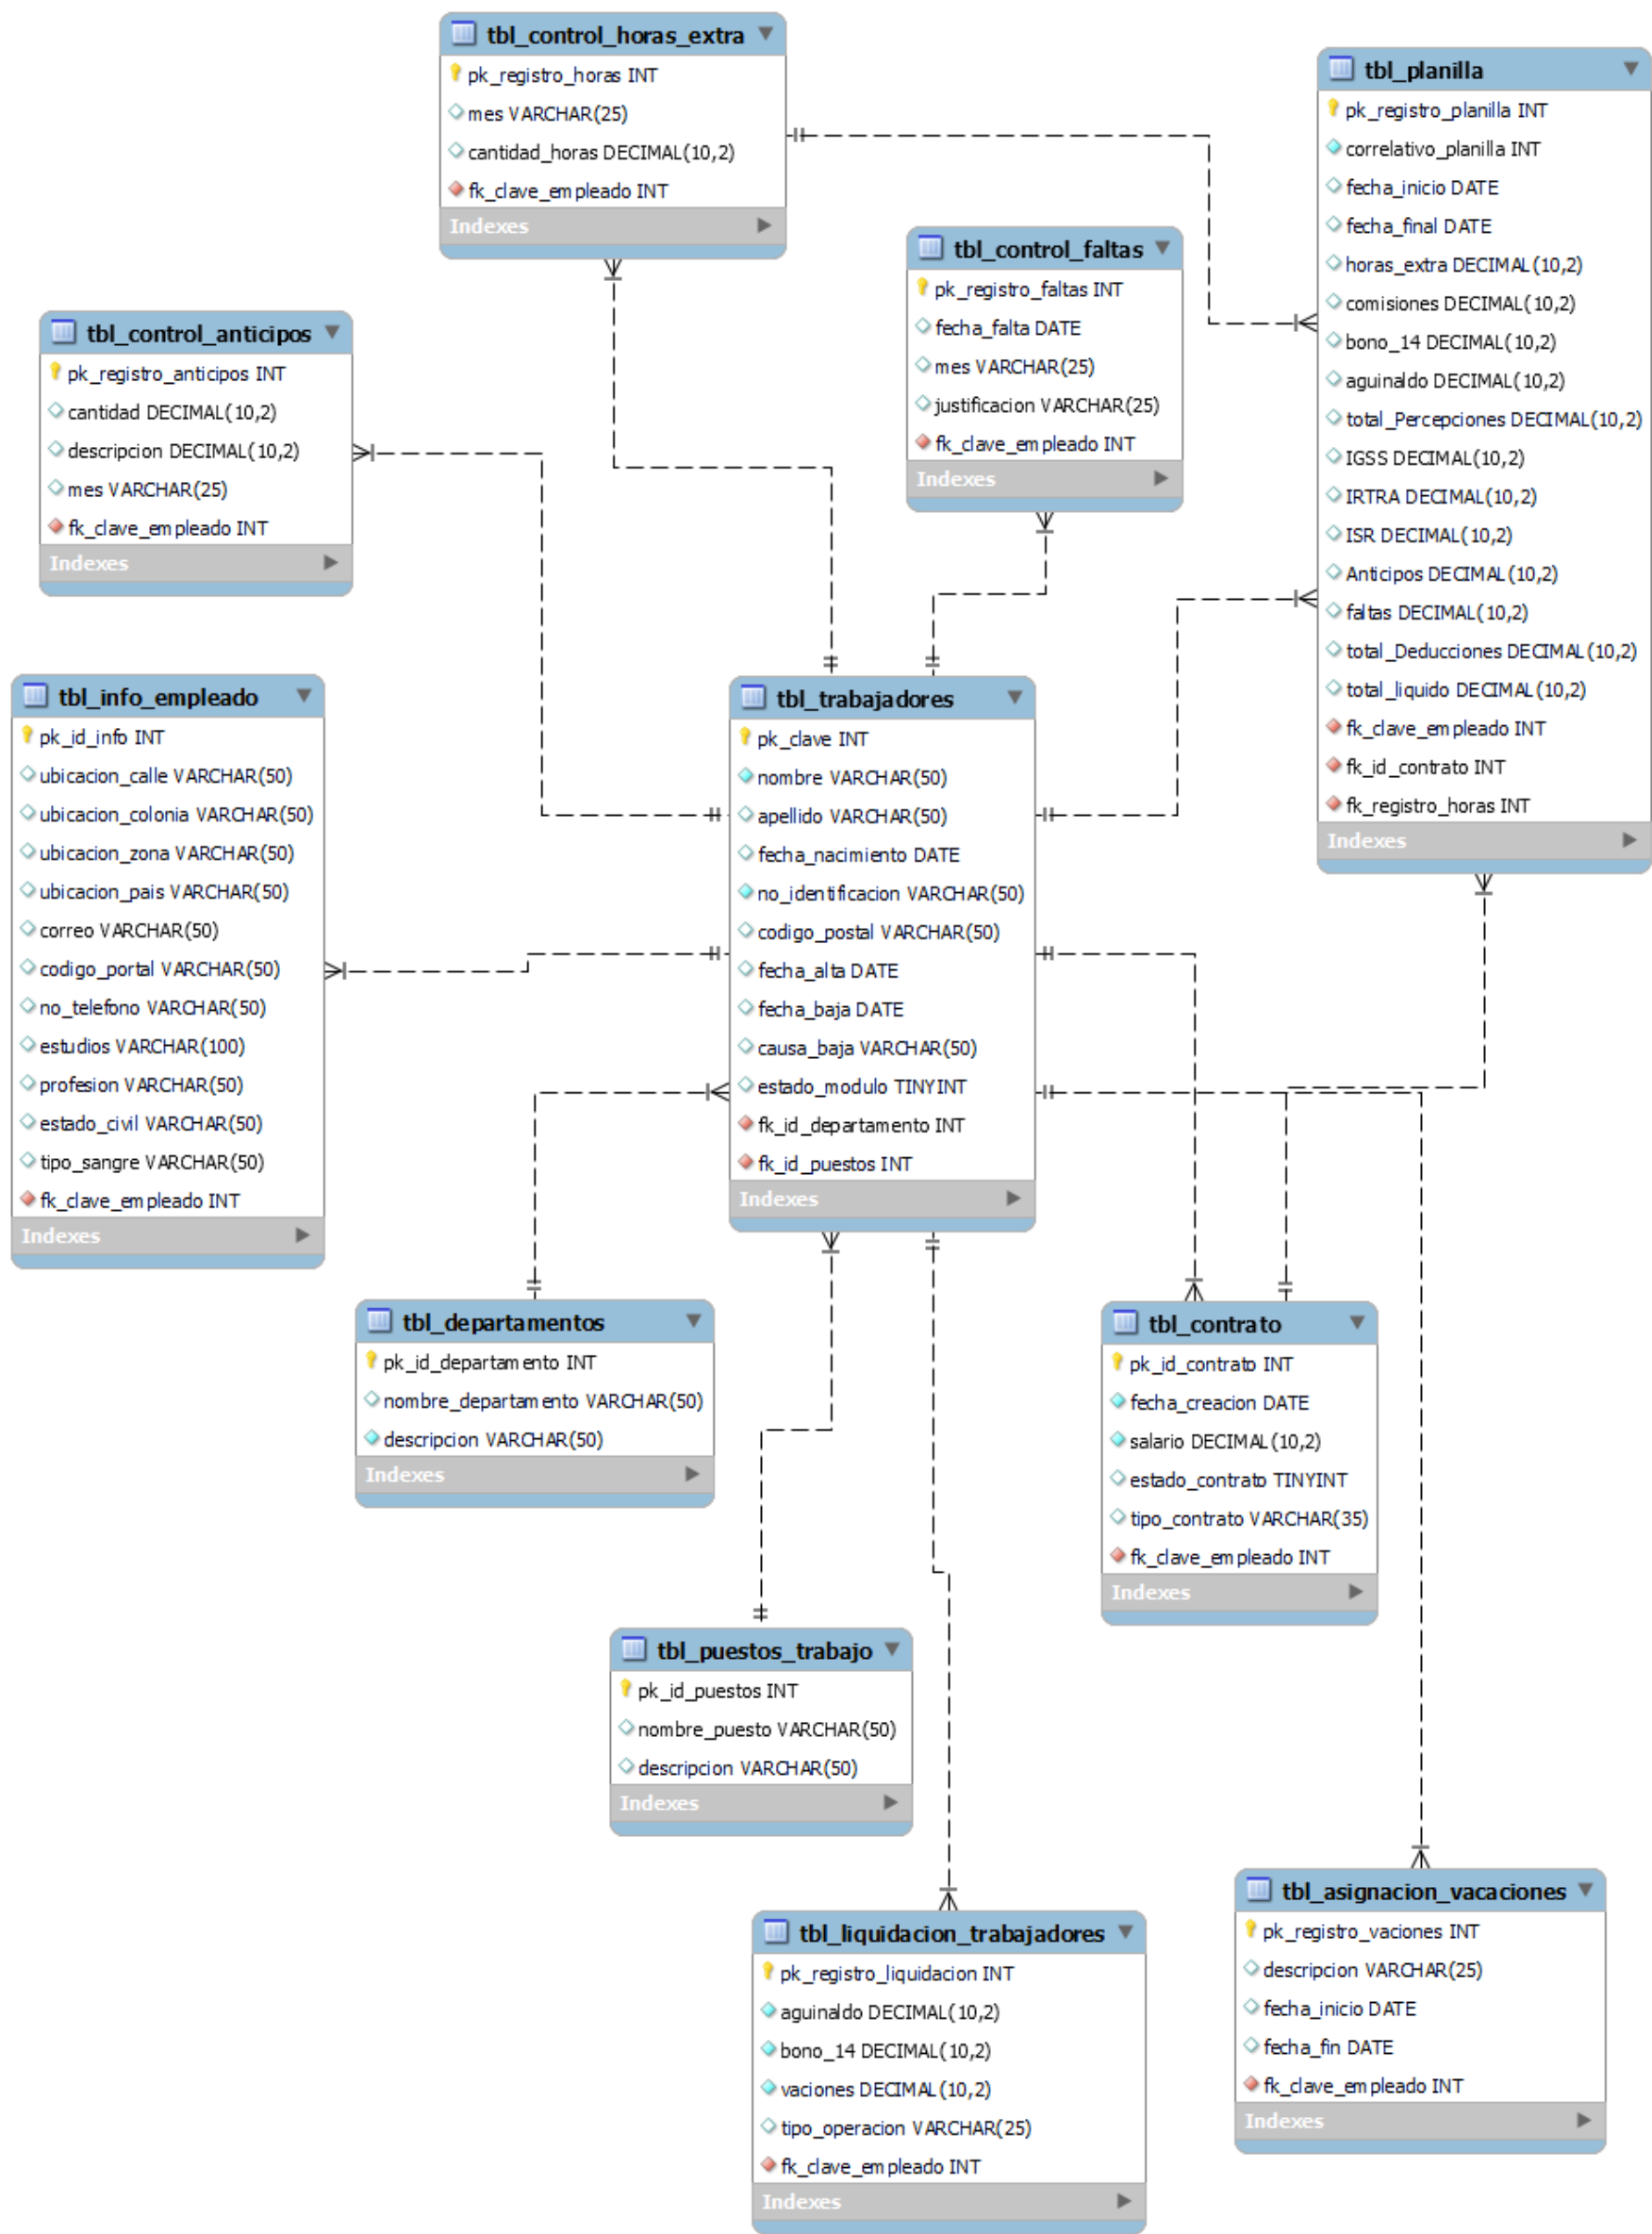 tbl_control_horas_extra
pk_registro_horas INT
mes VARCHAR(25)
cantidad_horas DECIMAL(10,2)
fk_clave_empleado INT
Indexes
tbl_planilla
pk_registro_planilla INT
correlativo_planilla INT
fecha_inicio DATE
fecha_final DATE
horas_extra DECIMAL(10,2)
comisiones DECIMAL(10,2)
bono_14 DECIMAL(10,2)
aguinaldo DECIMAL(10,2)
total_Percepciones DECIMAL(10,2)
IGSS DECIMAL(10,2)
IRTRA DECIMAL(10,2)
ISR DECIMAL(10,2)
Anticipos DECIMAL(10,2)
faltas DECIMAL(10,2)
total_Deducciones DECIMAL(10,2)
total_liquido DECIMAL(10,2)
fk_clave_empleado INT
fk_id_contrato INT
fk_registro_horas INT
Indexes
tbl_control_faltas
pk_registro_faltas INT
fecha_falta DATE
mes VARCHAR(25)
justificacion VARCHAR(25)
fk_clave_empleado INT
Indexes
tbl_control_anticipos
pk_registro_anticipos INT
cantidad DECIMAL(10,2)
descripcion DECIMAL(10,2)
mes VARCHAR(25)
fk_clave_empleado INT
Indexes
tbl_info_empleado
pk_id_info INT
ubicacion_calle VARCHAR(50)
ubicacion_colonia VARCHAR(50)
ubicacion_zona VARCHAR(50)
ubicacion_pais VARCHAR(50)
correo VARCHAR(50)
codigo_portal VARCHAR(50)
no_telefono VARCHAR(50)
estudios VARCHAR(100)
profesion VARCHAR(50)
estado_civil VARCHAR(50)
tipo_sangre VARCHAR(50)
fk_clave_empleado INT
Indexes
tbl_trabajadores
pk_clave INT
nombre VARCHAR(50)
apellido VARCHAR(50)
fecha_nacimiento DATE
no_identificacion VARCHAR(50)
codigo_postal VARCHAR(50)
fecha_alta DATE
fecha_baja DATE
causa_baja VARCHAR(50)
estado_modulo TINYINT
fk_id_departamento INT
fk_id_puestos INT
Indexes
tbl_departamentos
pk_id_departamento INT
nombre_departamento VARCHAR(50)
descripcion VARCHAR(50)
Indexes
tbl_contrato
pk_id_contrato INT
fecha_creacion DATE
salario DECIMAL(10,2)
estado_contrato TINYINT
tipo_contrato VARCHAR(35)
fk_clave_empleado INT
Indexes
tbl_puestos_trabajo
pk_id_puestos INT
nombre_puesto VARCHAR(50)
descripcion VARCHAR(50)
Indexes
tbl_liquidacion_trabajadores
pk_registro_liquidacion INT
aguinaldo DECIMAL(10,2)
bono_14 DECIMAL(10,2)
vaciones DECIMAL(10,2)
tipo_operacion VARCHAR(25)
fk_clave_empleado INT
Indexes
tbl_asignacion_vacaciones
pk_registro_vaciones INT
descripcion VARCHAR(25)
fecha_inicio DATE
fecha_fin DATE
fk_clave_empleado INT
Indexes